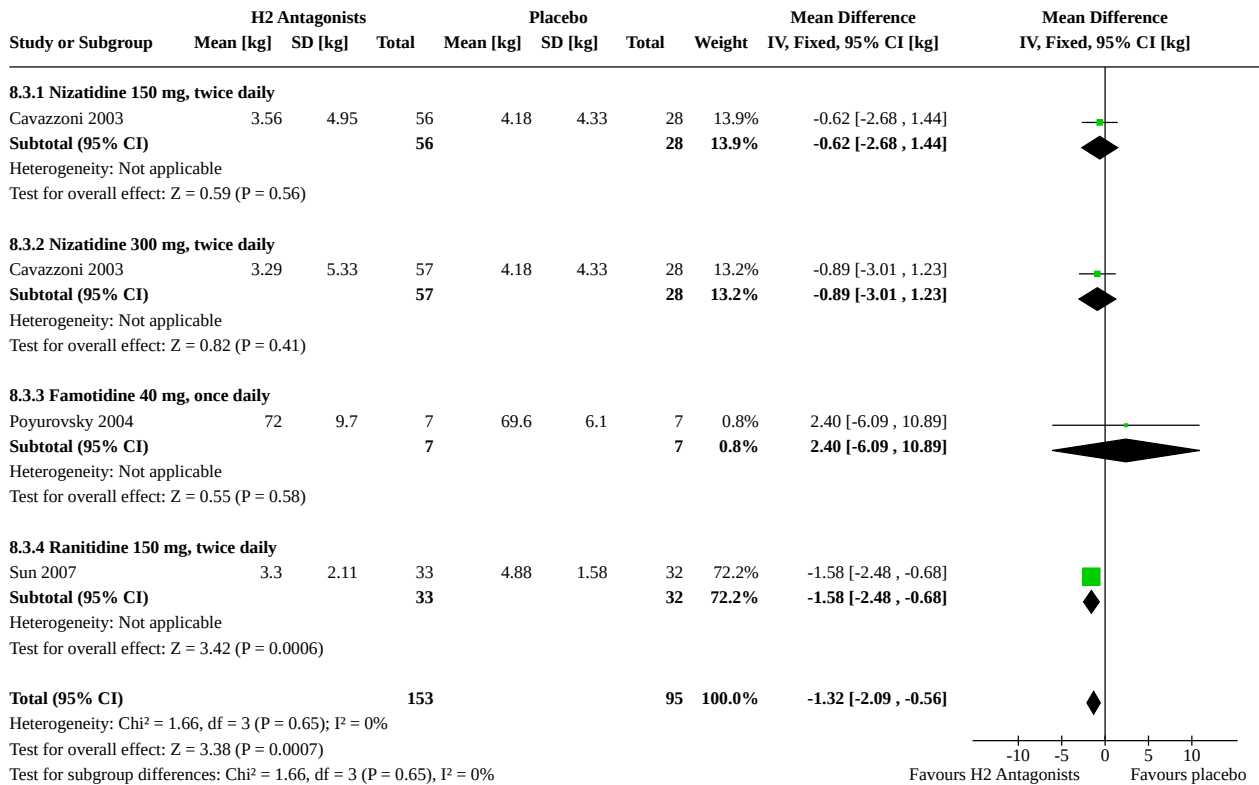 H2 Antagonists Placebo Mean Difference Mean Difference
Study or Subgroup Mean [kg] SD [kg] Total Mean [kg] SD [kg] Total Weight IV, Fixed, 95% CI [kg] IV, Fixed, 95% CI [kg]
8.3.1 Nizatidine 150 mg, twice daily
Cavazzoni 2003 3.56 4.95 56 4.18 4.33 28 13.9% -0.62 [-2.68 , 1.44]
Subtotal (95% CI) 56 28 13.9% -0.62 [-2.68 , 1.44]
Heterogeneity: Not applicable
Test for overall effect: Z = 0.59 (P = 0.56)
8.3.2 Nizatidine 300 mg, twice daily
Cavazzoni 2003 3.29 5.33 57 4.18 4.33 28 13.2% -0.89 [-3.01 , 1.23]
Subtotal (95% CI) 57 28 13.2% -0.89 [-3.01 , 1.23]
Heterogeneity: Not applicable
Test for overall effect: Z = 0.82 (P = 0.41)
8.3.3 Famotidine 40 mg, once daily
Poyurovsky 2004 72 9.7 7 69.6 6.1 7 0.8% 2.40 [-6.09 , 10.89]
Subtotal (95% CI) 7 7 0.8% 2.40 [-6.09 , 10.89]
Heterogeneity: Not applicable
Test for overall effect: Z = 0.55 (P = 0.58)
8.3.4 Ranitidine 150 mg, twice daily
Sun 2007 3.3 2.11 33 4.88 1.58 32 72.2% -1.58 [-2.48 , -0.68]
Subtotal (95% CI) 33 32 72.2% -1.58 [-2.48 , -0.68]
Heterogeneity: Not applicable
Test for overall effect: Z = 3.42 (P = 0.0006)
Total (95% CI) 153 95 100.0% -1.32 [-2.09 , -0.56]
Heterogeneity: Chi² = 1.66, df = 3 (P = 0.65); I² = 0%
Test for overall effect: Z = 3.38 (P = 0.0007)
-10 -5 0 5 10
Test for subgroup differences: Chi² = 1.66, df = 3 (P = 0.65), I² = 0%
Favours H2 Antagonists Favours placebo